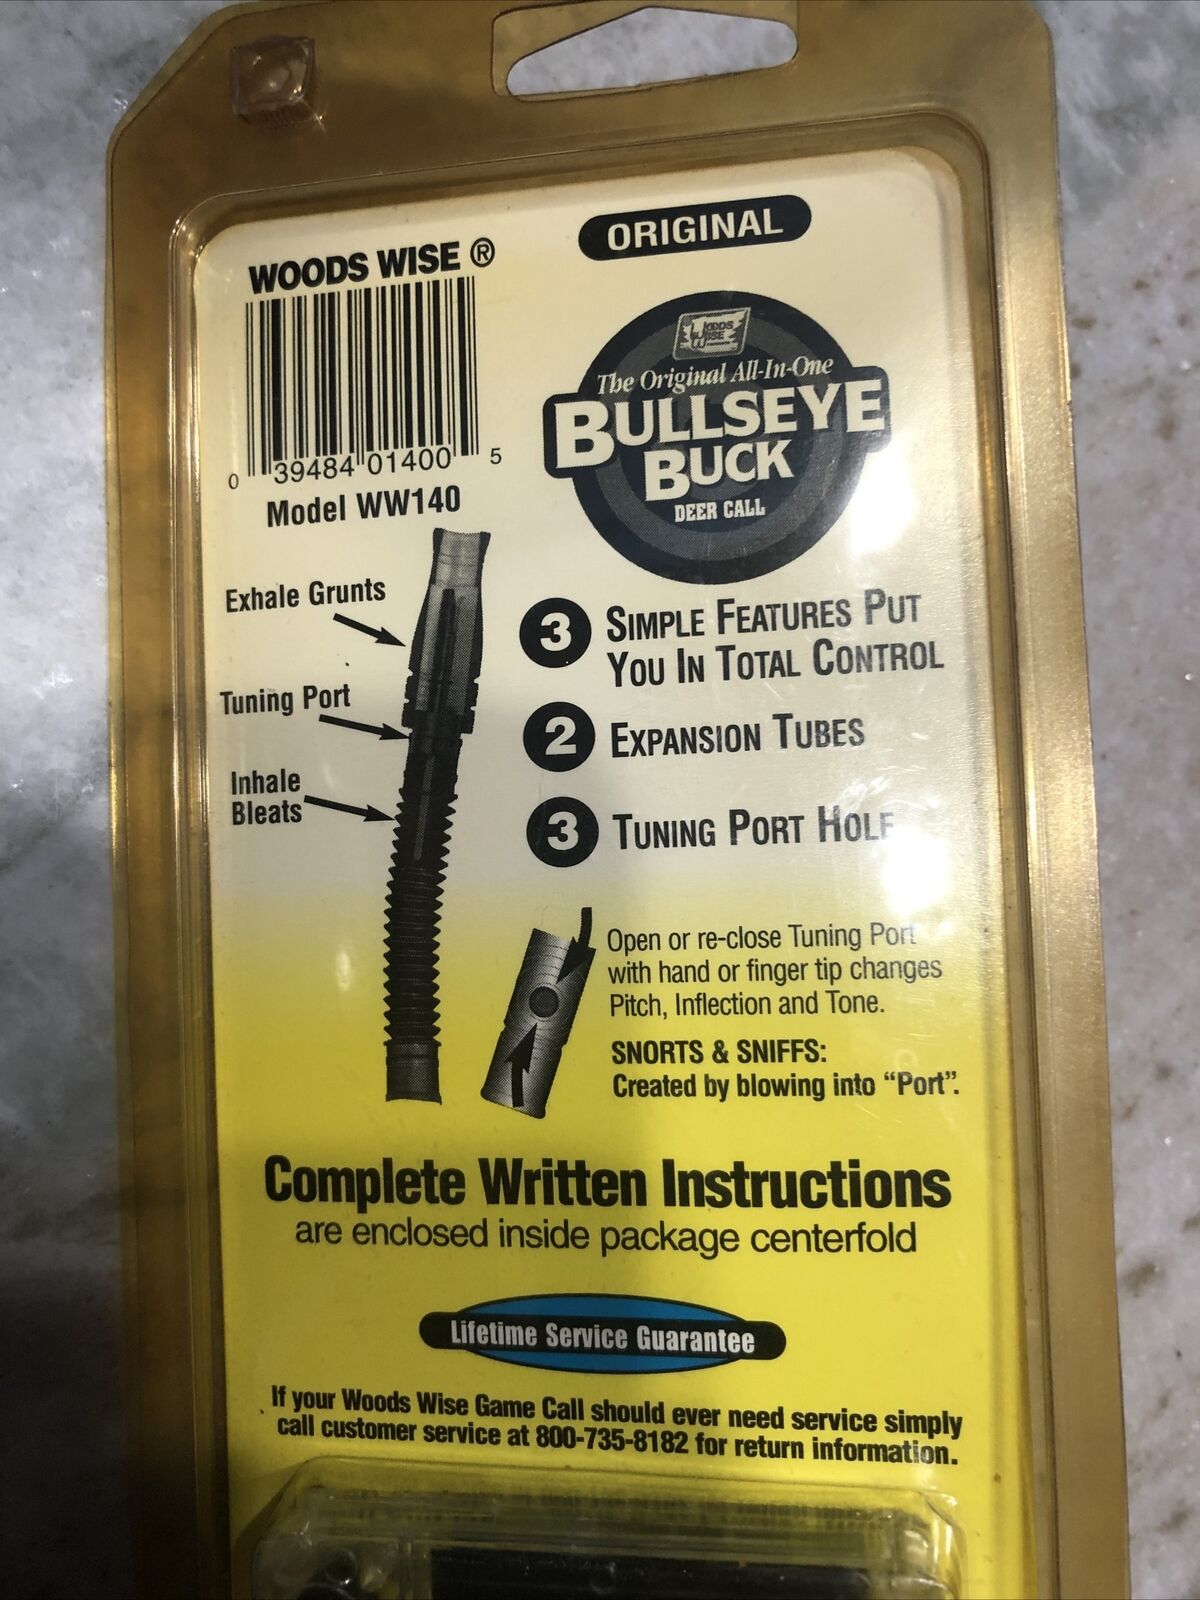 ORIGINAL
WOODS WISE ®
0 39484 01400 5
Model WW140
WOODS
WISE
The Original All-In-One
BULLSEYE
BUCK
DEER CALL
Exhale Grunts
Tuning Port
Inhale
Bleats
3 SIMPLE FEATURES PUT
YOU IN TOTAL CONTROL
2 EXPANSION TUBES
3 TUNING PORT HOLE
Open or re-close Tuning Port
with hand or finger tip changes
Pitch, Inflection and Tone.
SNORTS & SNIFFS:
Created by blowing into “Port”.
Complete Written Instructions
are enclosed inside package centerfold
Lifetime Service Guarantee
If your Woods Wise Game Call should ever need service simply
call customer service at 800-735-8182 for return information.